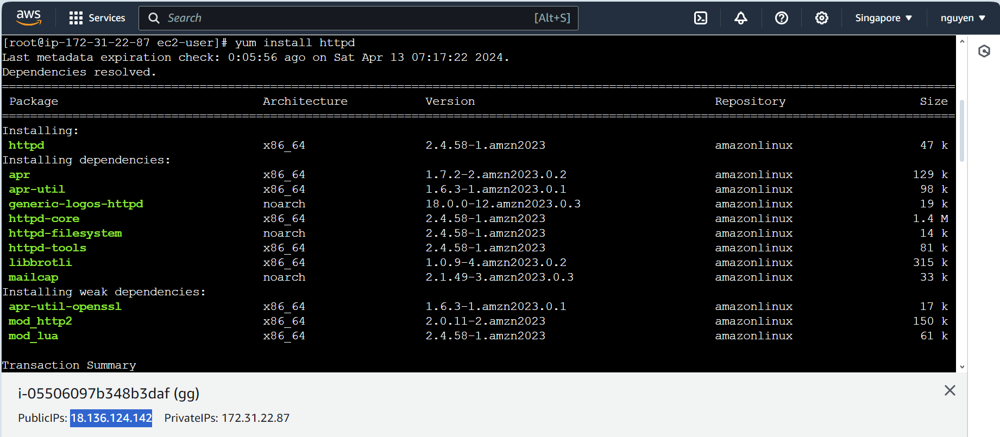 aws Services Search [Alt+S] Singapore nguyen
[root@ip-172-31-22-87 ec2-user]# yum install httpd
Last metadata expiration check: 0:05:56 ago on Sat Apr 13 07:17:22 2024.
Dependencies resolved.
================================================================================
Package Architecture Version Repository Size
================================================================================
Installing:
httpd x86_64 2.4.58-1.amzn2023 amazonlinux 47 k
Installing dependencies:
apr x86_64 1.7.2-2.amzn2023.0.2 amazonlinux 129 k
apr-util x86_64 1.6.3-1.amzn2023.0.1 amazonlinux 98 k
generic-logos-httpd noarch 18.0.0-12.amzn2023.0.3 amazonlinux 19 k
httpd-core x86_64 2.4.58-1.amzn2023 amazonlinux 1.4 M
httpd-filesystem noarch 2.4.58-1.amzn2023 amazonlinux 14 k
httpd-tools x86_64 2.4.58-1.amzn2023 amazonlinux 81 k
libbrotli x86_64 1.0.9-4.amzn2023.0.2 amazonlinux 315 k
mailcap noarch 2.1.49-3.amzn2023.0.3 amazonlinux 33 k
Installing weak dependencies:
apr-util-openssl x86_64 1.6.3-1.amzn2023.0.1 amazonlinux 17 k
mod_http2 x86_64 2.0.11-2.amzn2023 amazonlinux 150 k
mod_lua x86_64 2.4.58-1.amzn2023 amazonlinux 61 k
Transaction Summary
i-05506097b348b3daf (gg)
PublicIPs: 18.136.124.142 PrivateIPs: 172.31.22.87